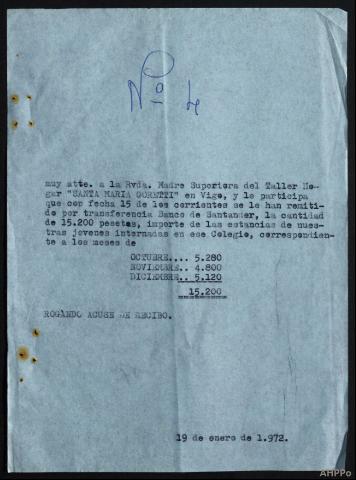 Nº 4
muy atte. a la Rvda. Madre Superiora del Taller Ho-
gar "SANTA MARIA GORETTI" en Vigo, y le participa
que con fecha 15 de los corrientes se le han remiti-
do por transferencia Banco de Santander, la cantidad
de 15.200 pesetas, importe de las estancias de nues-
tras jovenes internadas en ese Colegio, correspondien-
te a los meses de
OCTUBRE.... 5.280
NOVIEMBRE.. 4.800
DICIEMBRE.. 5.120
15.200
ROGANDO ACUSE DE RECIBO.
19 de enero de 1.972.
AHPPo